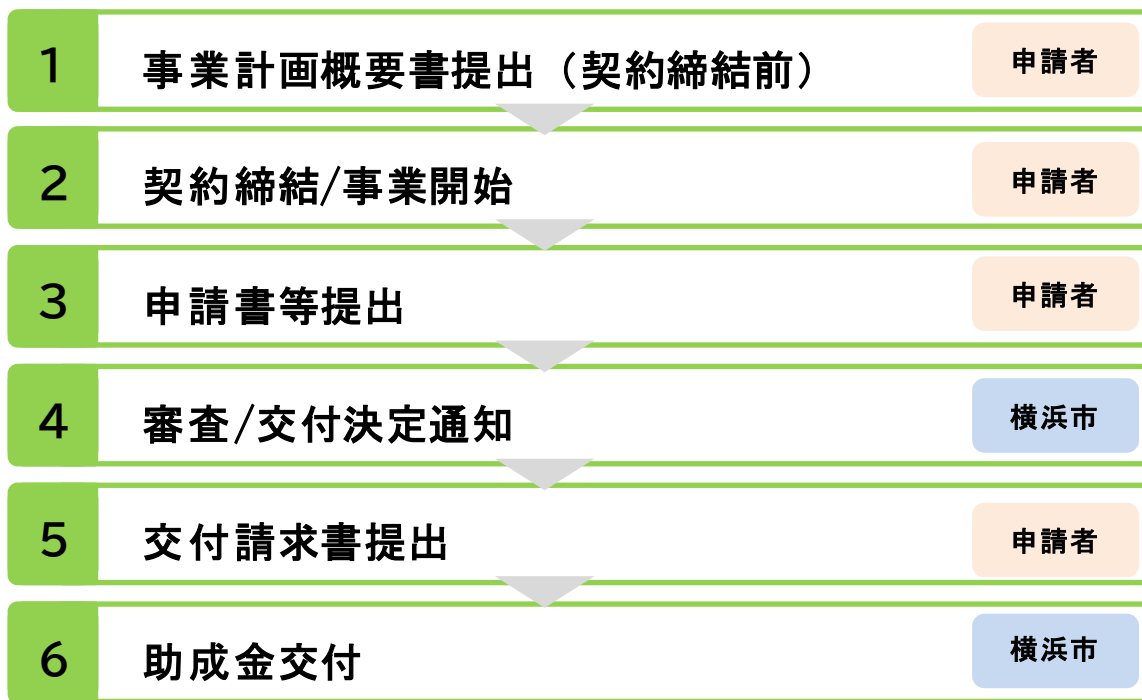 1 事業計画概要書提出（契約締結前） 申請者
2 契約締結/事業開始 申請者
3 申請書等提出 申請者
4 審査/交付決定通知 横浜市
5 交付請求書提出 申請者
6 助成金交付 横浜市